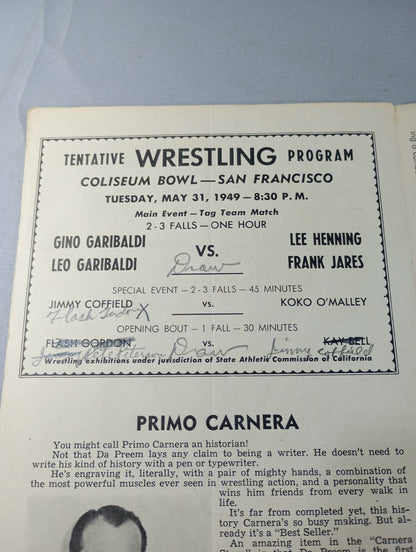 TENTATIVE WRESTLING PROGRAM
COLISEUM BOWL — SAN FRANCISCO
TUESDAY, MAY 31, 1949 - 8:30 P. M.
Main Event — Tag Team Match
2-3 FALLS — ONE HOUR
GINO GARIBALDI LEE HENNING
VS.
LEO GARIBALDI Draw FRANK JARES
SPECIAL EVENT - 2-3 FALLS - 45 MINUTES
JIMMY COFFIELD vs. KOKO O'MALLEY
Flash Gordon X
OPENING BOUT - 1 FALL - 30 MINUTES
FLASH GORDON vs. KAY BELL
Pete Peterson Draw Jimmy Coffield
Wrestling exhibitions under jurisdiction of State Athletic Commission of California
PRIMO CARNERA
You might call Primo Carnera an historian!
Not that Da Preem lays any claim to being a writer. He doesn't need to
write his kind of history with a pen or typewriter.
He's engraving it, literally, with a pair of mighty hands, a combination of
the most powerful muscles ever seen in wrestling action, and a personality that
wins him friends from every walk in
life.
It's far from completed yet, this his-
tory Carnera's so busy making. But al-
ready it's a "Best Seller."
An amazing item in the "Carnera